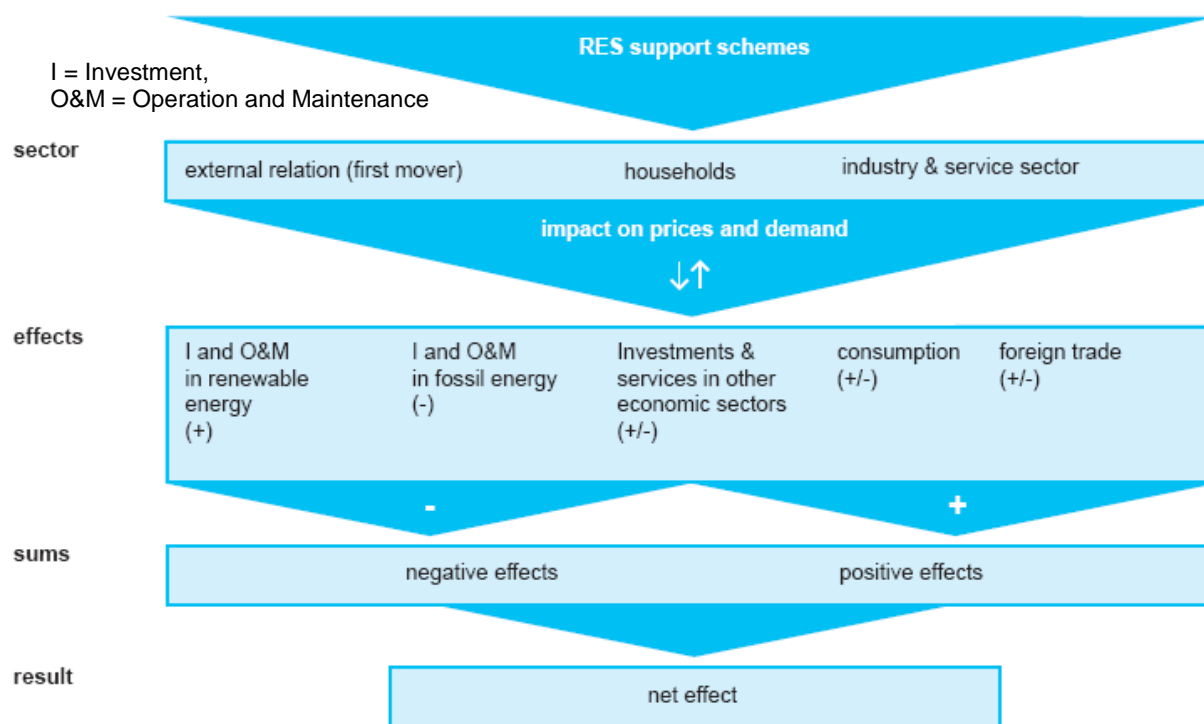 RES support schemes
I = Investment,
O&M = Operation and Maintenance
sector
external relation (first mover)
households
industry & service sector
impact on prices and demand
↓↑
effects
I and O&M
in renewable
energy
(+)
I and O&M
in fossil energy
(-)
Investments &
services in other
economic sectors
(+/-)
consumption
(+/-)
foreign trade
(+/-)
-
+
sums
negative effects
positive effects
result
net effect